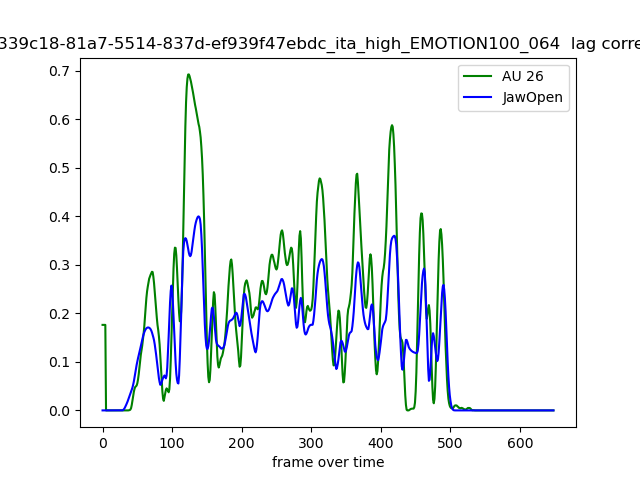 339c18-81a7-5514-837d-ef939f47ebdc_ita_high_EMOTION100_064 lag corre
AU 26
JawOpen
0.7
0.6
0.5
0.4
0.3
0.2
0.1
0.0
0 100 200 300 400 500 600
frame over time